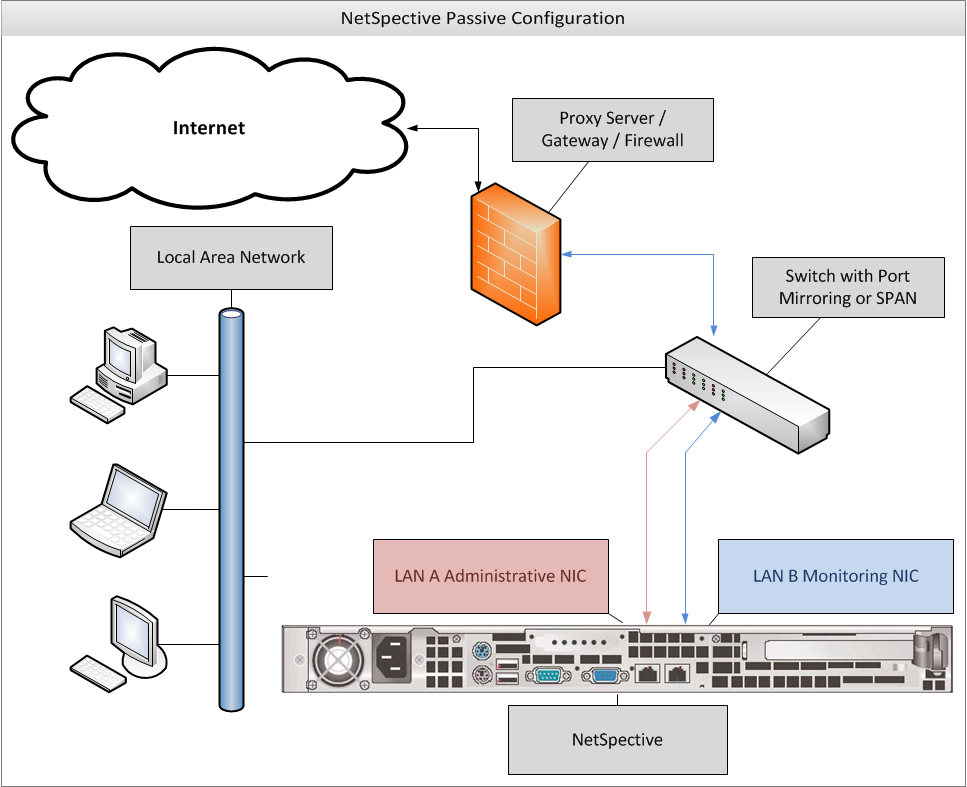 NetSpective Passive Configuration
Internet
Proxy Server /
Gateway / Firewall
Local Area Network
Switch with Port
Mirroring or SPAN
LAN A Administrative NIC
LAN B Monitoring NIC
NetSpective